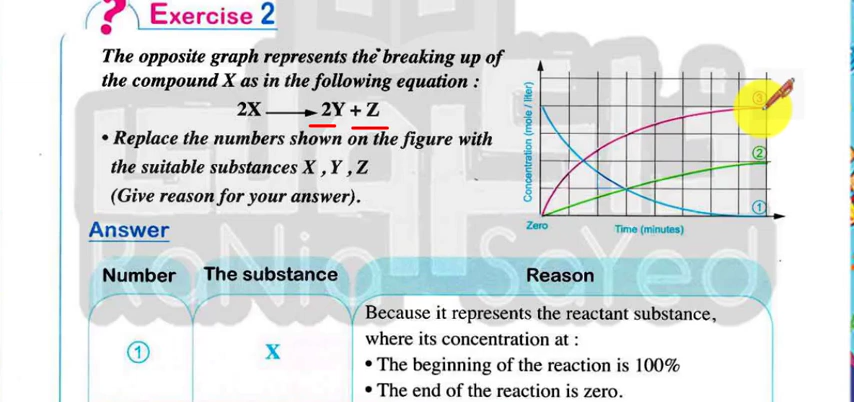 ?
Exercise 2
The opposite graph represents the breaking up of
the compound X as in the following equation :
2X → 2Y + Z
• Replace the numbers shown on the figure with
the suitable substances X , Y , Z
(Give reason for your answer).
Concentration (mole / liter)
③
②
①
Zero
Time (minutes)
Answer
Number The substance Reason
① X
Because it represents the reactant substance,
where its concentration at :
• The beginning of the reaction is 100%
• The end of the reaction is zero.
RaNia SaYed